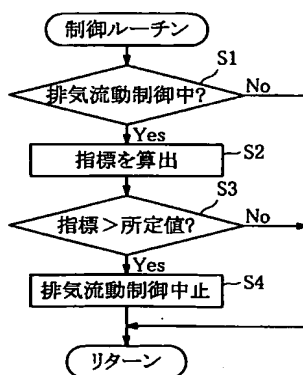 制御ルーチン
S1
排気流動制御中?
No
Yes
S2
指標を算出
S3
指標>所定値?
No
Yes
S4
排気流動制御中止
リターン